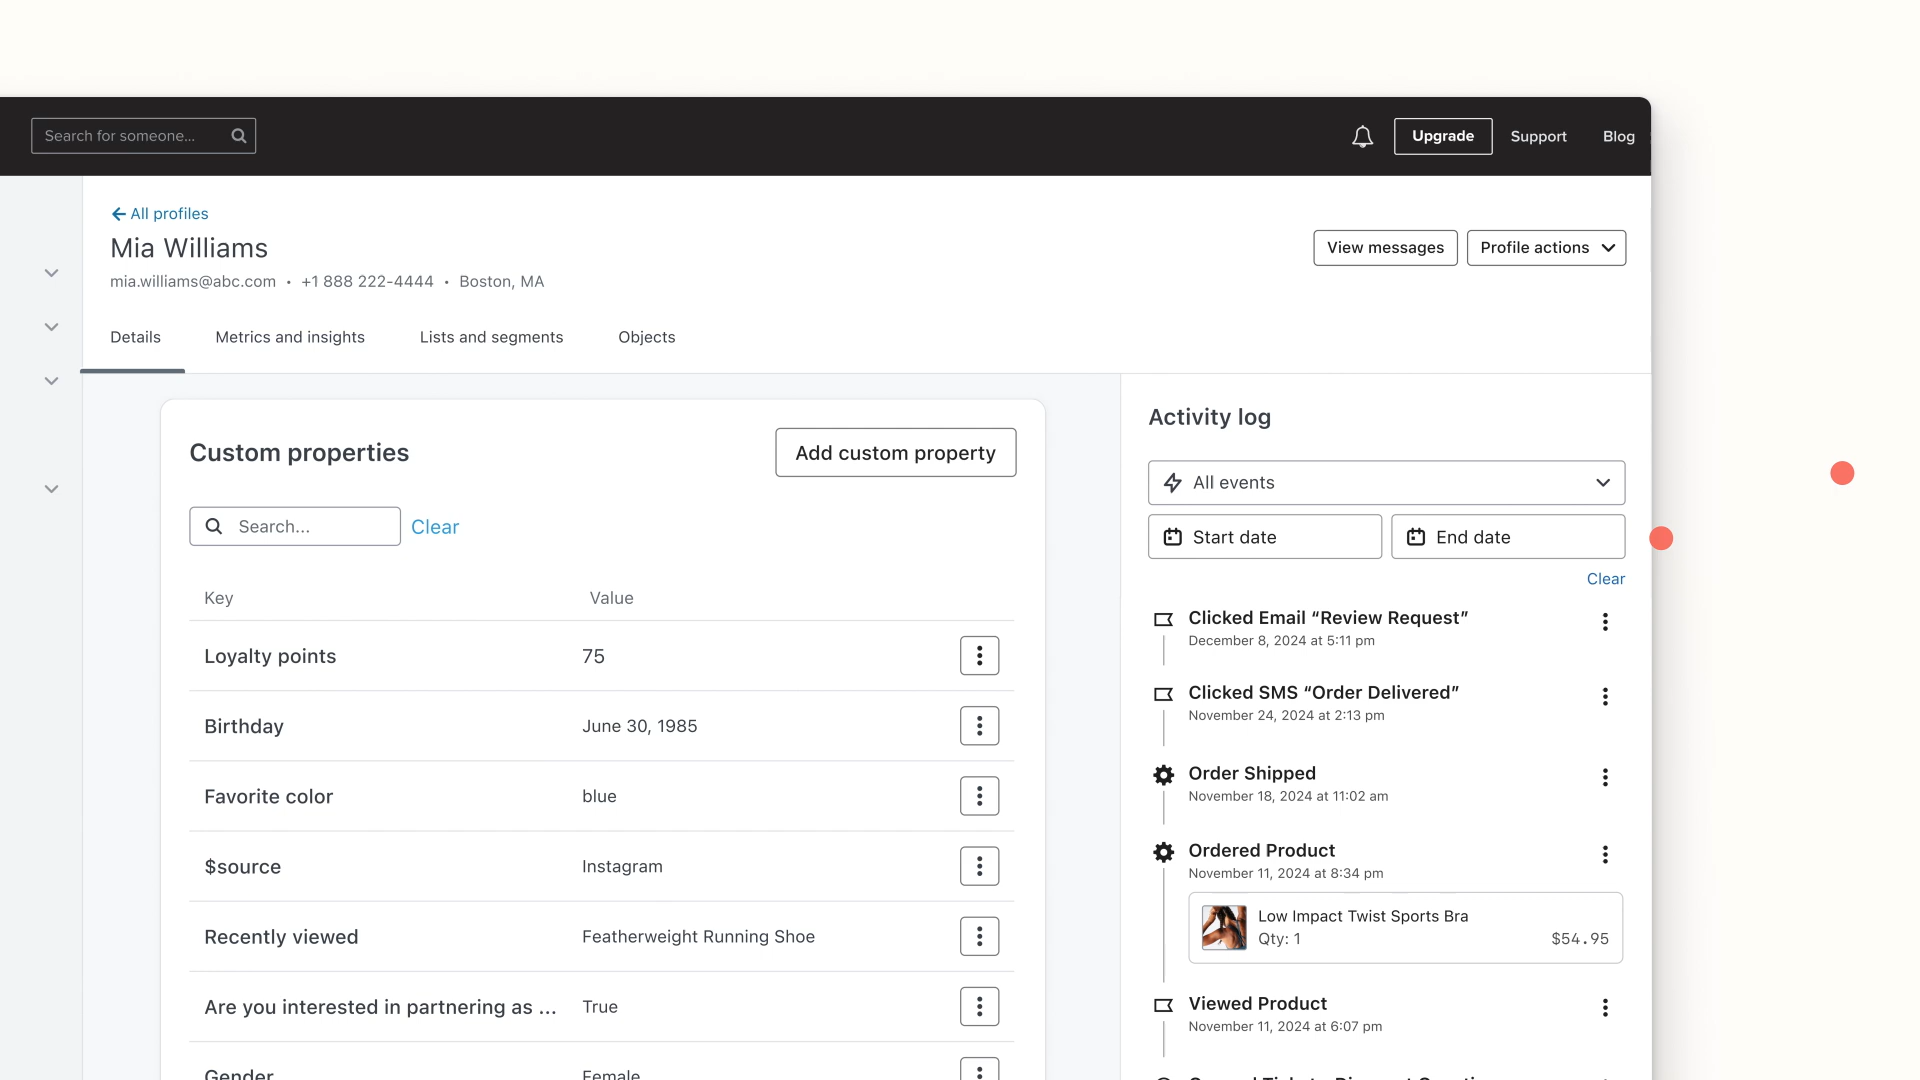 Search for someone...
Upgrade
Support
Blog
All profiles
Mia Williams
mia.williams@abc.com • +1 888 222-4444 • Boston, MA
View messages
Profile actions
Details
Metrics and insights
Lists and segments
Objects
Custom properties
Add custom property
Search...
Clear
Key
Value
Loyalty points
75
Birthday
June 30, 1985
Favorite color
blue
$source
Instagram
Recently viewed
Featherweight Running Shoe
Are you interested in partnering as ...
True
Gender
Female
Activity log
All events
Start date
End date
Clear
Clicked Email “Review Request”
December 8, 2024 at 5:11 pm
Clicked SMS “Order Delivered”
November 24, 2024 at 2:13 pm
Order Shipped
November 18, 2024 at 11:02 am
Ordered Product
November 11, 2024 at 8:34 pm
Low Impact Twist Sports Bra
Qty: 1
$54.95
Viewed Product
November 11, 2024 at 6:07 pm